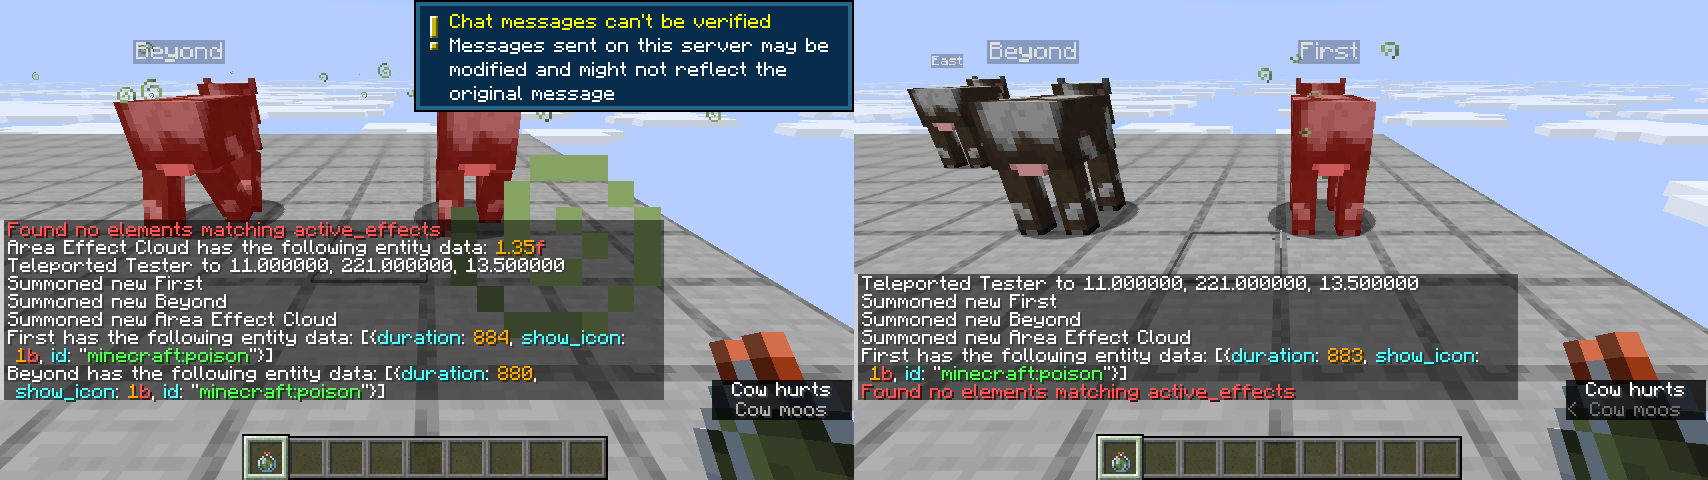 Beyond
Chat messages can't be verified
Messages sent on this server may be
modified and might not reflect the
original message
Found no elements matching active_effects
Area Effect Cloud has the following entity data: 1.35f
Teleported Tester to 11.000000, 221.000000, 13.500000
Summoned new First
Summoned new Beyond
Summoned new Area Effect Cloud
First has the following entity data: [{duration: 884, show_icon:
1b, id: "minecraft:poison"}]
Beyond has the following entity data: [{duration: 880,
show_icon: 1b, id: "minecraft:poison"}]
Cow hurts
Cow moos
East
Beyond
First
Teleported Tester to 11.000000, 221.000000, 13.500000
Summoned new First
Summoned new Beyond
Summoned new Area Effect Cloud
First has the following entity data: [{duration: 883, show_icon:
1b, id: "minecraft:poison"}]
Found no elements matching active_effects
Cow hurts
< Cow moos